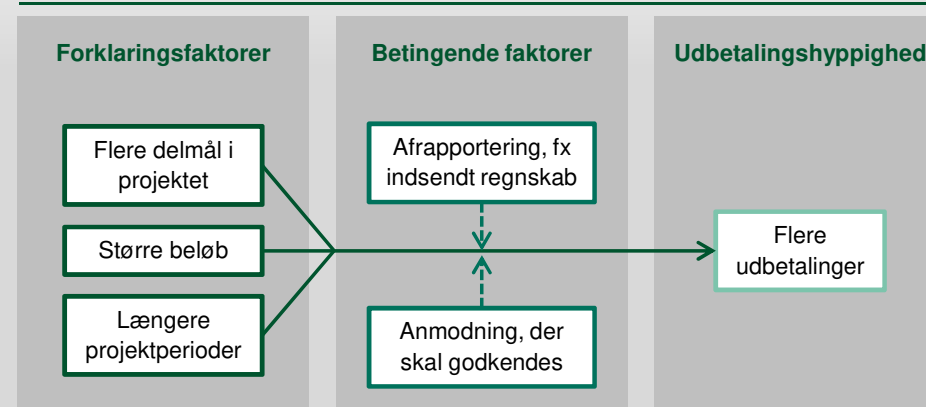 Forklaringsfaktorer
Betingende faktorer
Udbetalingshyppighed
Flere delmål i
projektet
Større beløb
Længere
projektperioder
Afrapportering, fx
indsendt regnskab
Anmodning, der
skal godkendes
Flere
udbetalinger